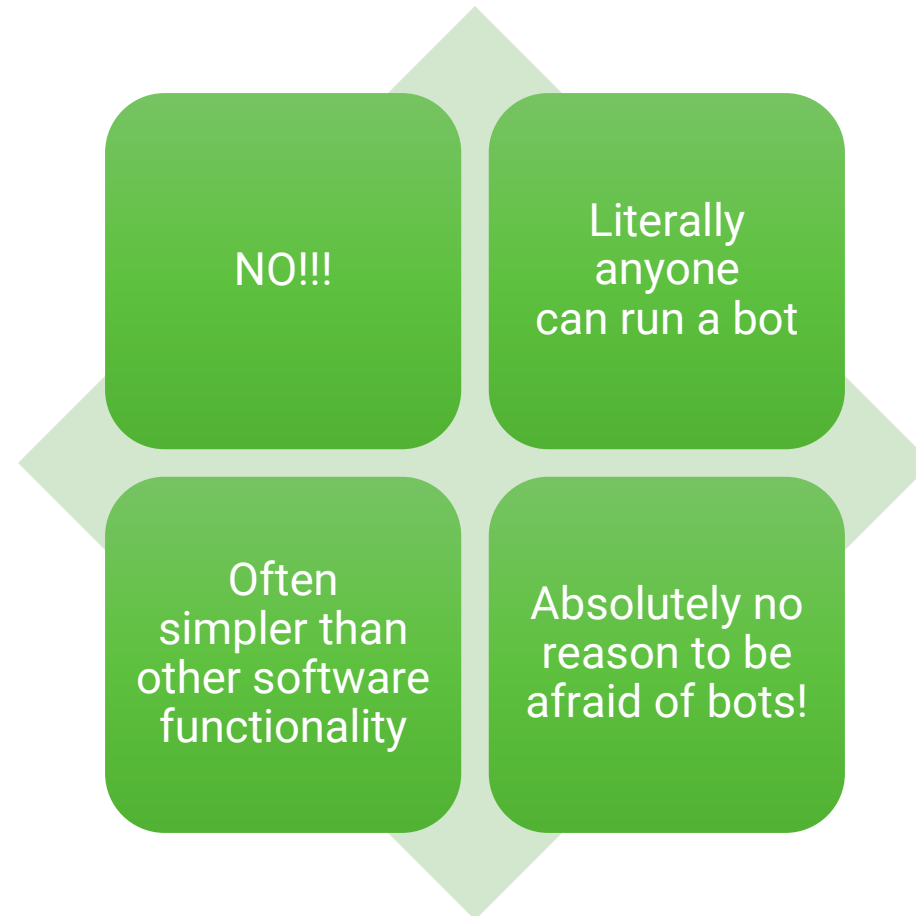 NO!!!
Literally
anyone
can run a bot
Often
simpler than
other software
functionality
Absolutely no
reason to be
afraid of bots!